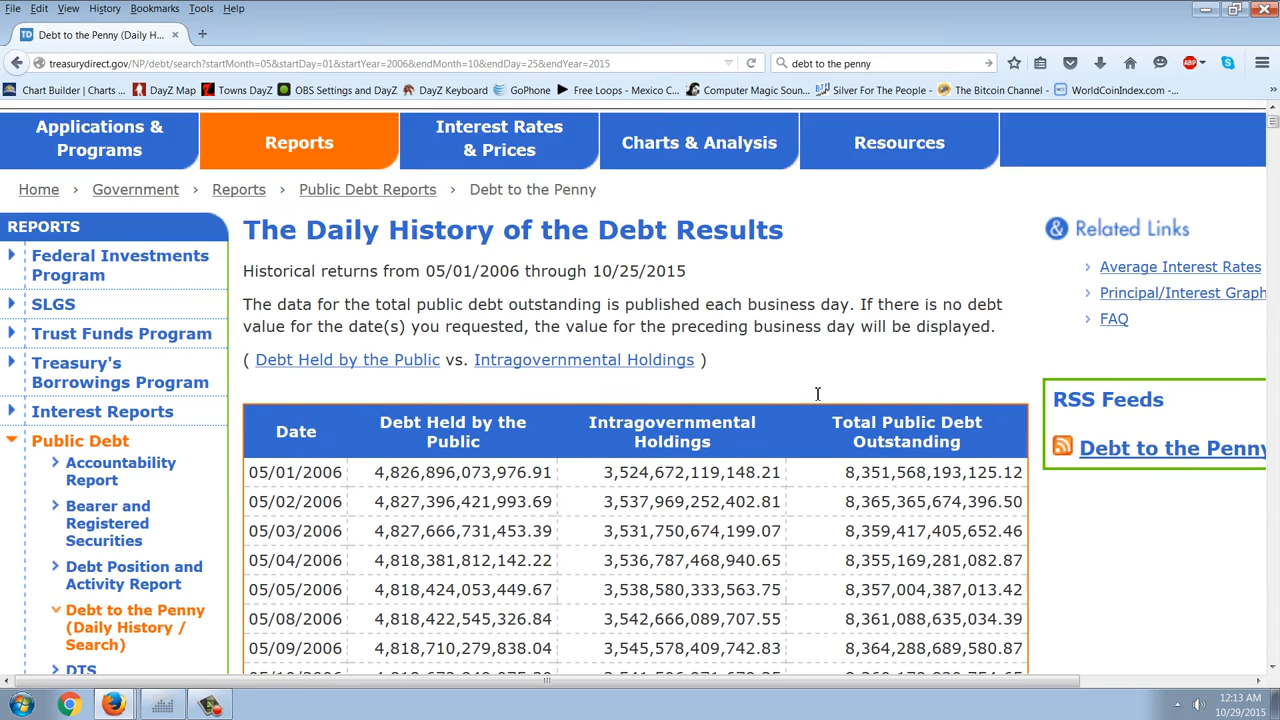 File Edit View History Bookmarks Tools Help
TD Debt to the Penny (Daily H...
treasurydirect.gov/NP/debt/search?startMonth=05&startDay=01&startYear=2006&endMonth=10&endDay=25&endYear=2015
debt to the penny
ABP
Chart Builder | Charts ... DayZ Map Town's DayZ OBS Settings and DayZ DayZ Keyboard GoPhone Free Loops - Mexico C... Computer Magic Soun... Silver For The People - The Bitcoin Channel - WorldCoinIndex.com -...
Applications & Programs
Reports
Interest Rates & Prices
Charts & Analysis
Resources
Home › Government › Reports › Public Debt Reports › Debt to the Penny
REPORTS
Federal Investments
Program
SLGS
Trust Funds Program
Treasury's
Borrowings Program
Interest Reports
Public Debt
Accountability
Report
Bearer and
Registered
Securities
Debt Position and
Activity Report
Debt to the Penny
(Daily History /
Search)
DTS
The Daily History of the Debt Results
Historical returns from 05/01/2006 through 10/25/2015
The data for the total public debt outstanding is published each business day. If there is no debt
value for the date(s) you requested, the value for the preceding business day will be displayed.
( Debt Held by the Public vs. Intragovernmental Holdings )
Date Debt Held by the Public Intragovernmental Holdings Total Public Debt Outstanding
05/01/2006 4,826,896,073,976.91 3,524,672,119,148.21 8,351,568,193,125.12
05/02/2006 4,827,396,421,993.69 3,537,969,252,402.81 8,365,365,674,396.50
05/03/2006 4,827,666,731,453.39 3,531,750,674,199.07 8,359,417,405,652.46
05/04/2006 4,818,381,812,142.22 3,536,787,468,940.65 8,355,169,281,082.87
05/05/2006 4,818,424,053,449.67 3,538,580,333,563.75 8,357,004,387,013.42
05/08/2006 4,818,422,545,326.84 3,542,666,089,707.55 8,361,088,635,034.39
05/09/2006 4,818,710,279,838.04 3,545,578,409,742.83 8,364,288,689,580.87
Related Links
Average Interest Rates
Principal/Interest Graph
FAQ
RSS Feeds
Debt to the Penny
12:13 AM
10/29/2015